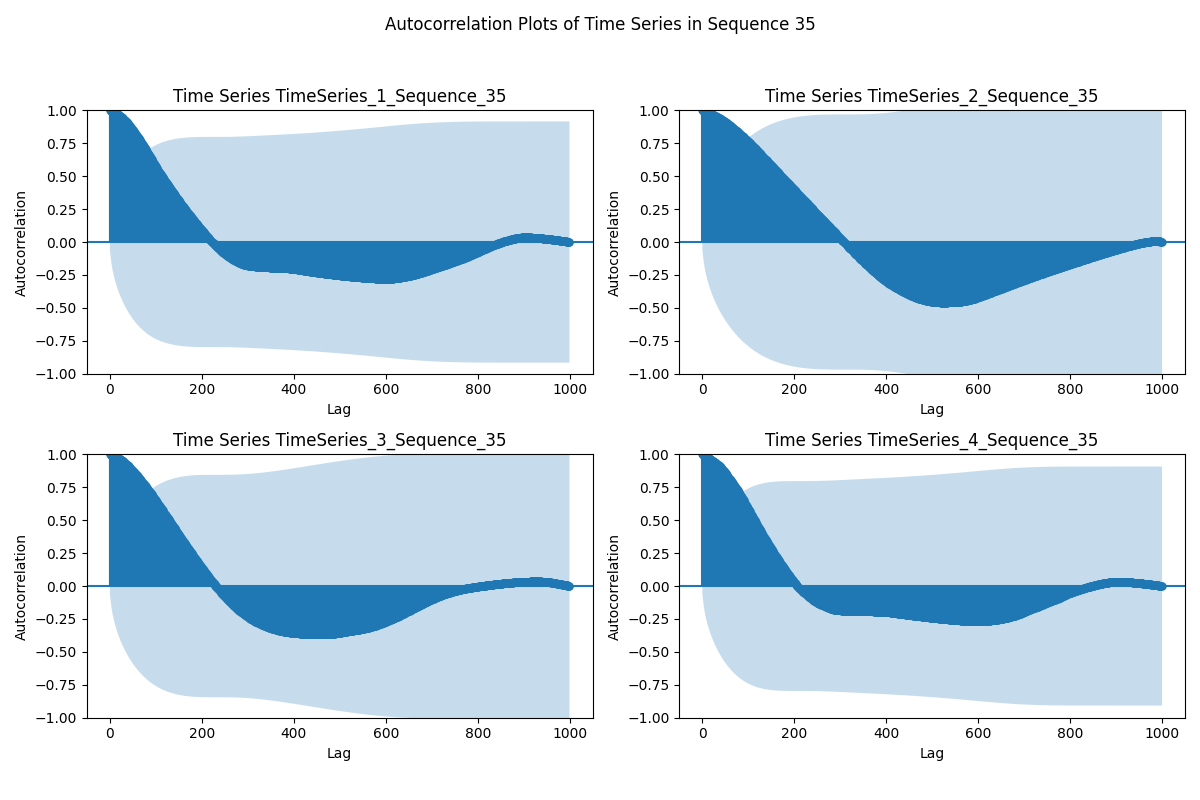 Autocorrelation Plots of Time Series in Sequence 35
Time Series TimeSeries_1_Sequence_35
Time Series TimeSeries_2_Sequence_35
1.00
0.75
0.50
0.25
0.00
−0.25
−0.50
−0.75
−1.00
Autocorrelation
0 200 400 600 800 1000
Lag
1.00
0.75
0.50
0.25
0.00
−0.25
−0.50
−0.75
−1.00
Autocorrelation
0 200 400 600 800 1000
Lag
Time Series TimeSeries_3_Sequence_35
Time Series TimeSeries_4_Sequence_35
1.00
0.75
0.50
0.25
0.00
−0.25
−0.50
−0.75
−1.00
Autocorrelation
0 200 400 600 800 1000
Lag
1.00
0.75
0.50
0.25
0.00
−0.25
−0.50
−0.75
−1.00
Autocorrelation
0 200 400 600 800 1000
Lag